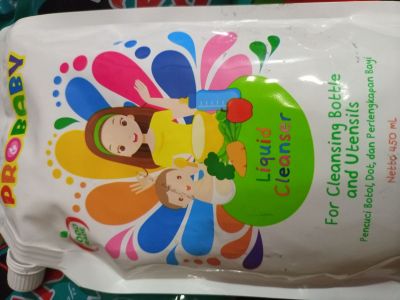 PROBABY
Liquid
Cleanser
For Cleansing Bottle
and Utensils
Pencuci Botol, Dot, dan Perlengkapan Bayi
Netto 450 mL